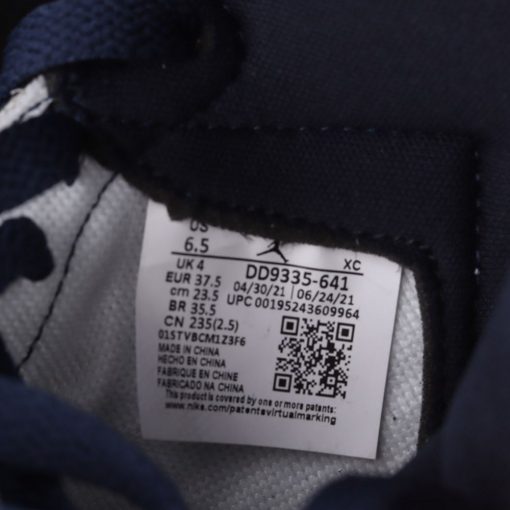 US
6.5
XC
UK 4
DD9335-641
EUR 37.5
04/30/21 | 06/24/21
cm 23.5
UPC 00195243609964
BR 35.5
CN 235(2.5)
015TVBCM1Z3F6
MADE IN CHINA
HECHO EN CHINA
FABRIQUE EN CHINE
FABRICADO NA CHINA
This product is covered by one or more patents:
www.nike.com/patentsvirtualmarking